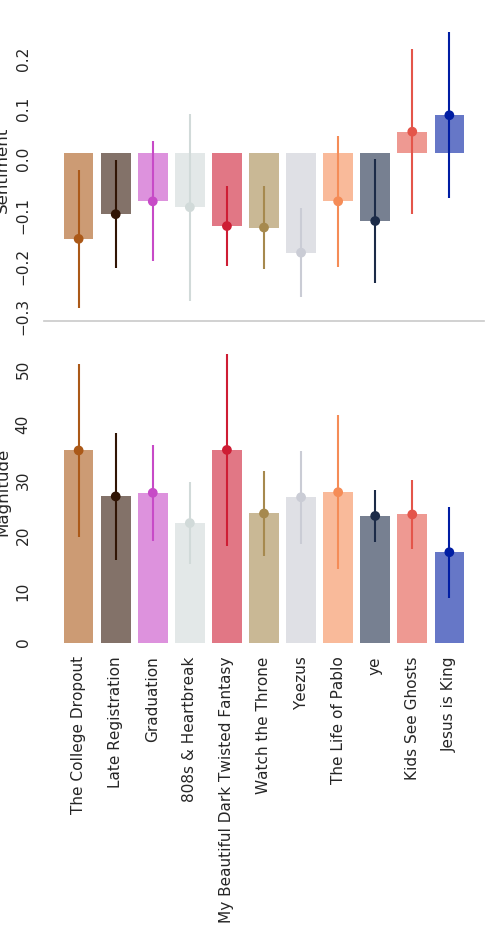 Sentiment
0.2
0.1
0.0
−0.1
−0.2
−0.3
Magnitude
50
40
30
20
10
0
The College Dropout
Late Registration
Graduation
808s & Heartbreak
My Beautiful Dark Twisted Fantasy
Watch the Throne
Yeezus
The Life of Pablo
ye
Kids See Ghosts
Jesus is King